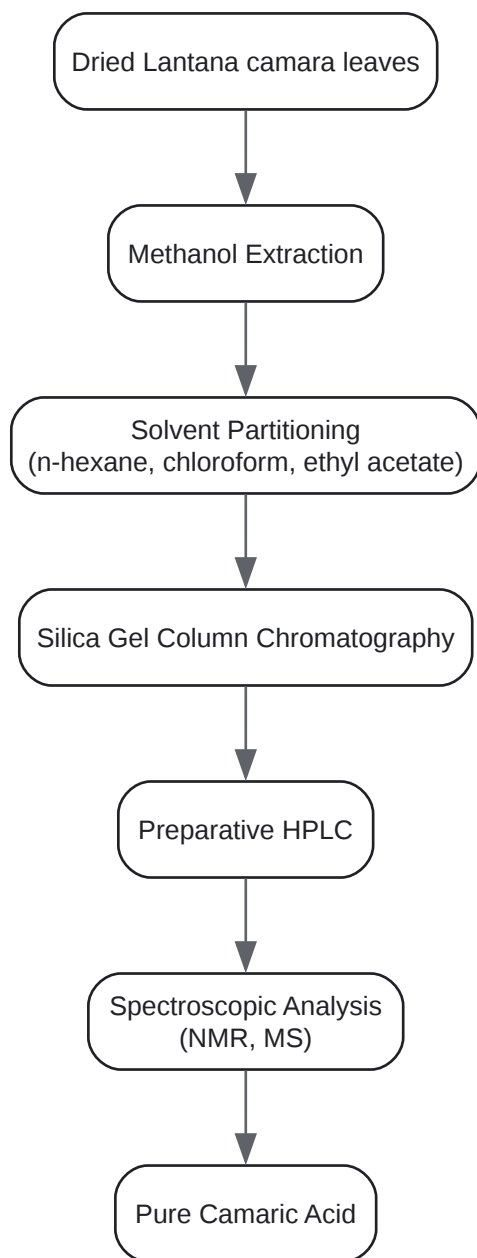 Dried Lantana camara leaves
Methanol Extraction
Solvent Partitioning
(n-hexane, chloroform, ethyl acetate)
Silica Gel Column Chromatography
Preparative HPLC
Spectroscopic Analysis
(NMR, MS)
Pure Camaric Acid